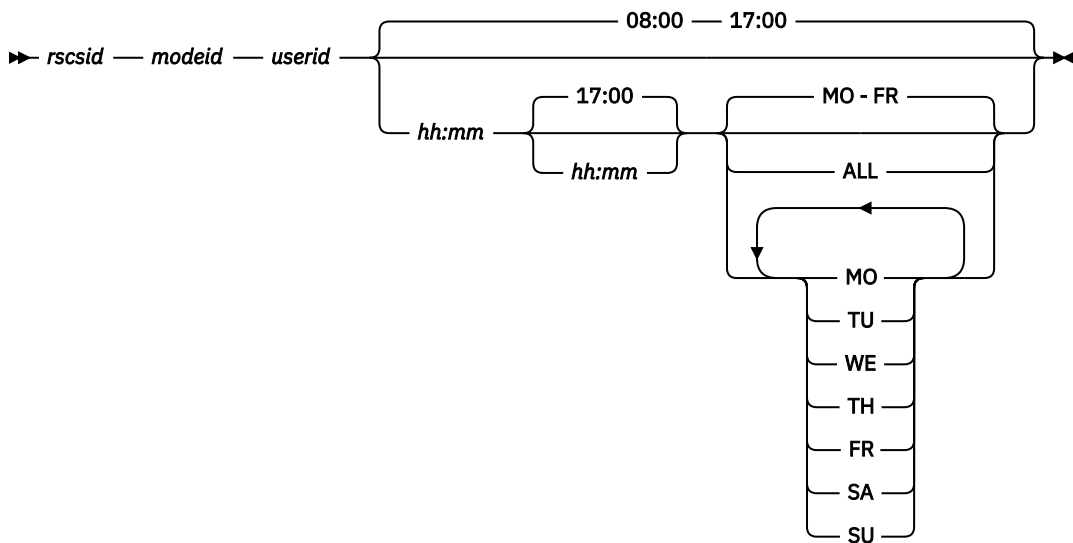 08:00 17:00
rscsid modeid userid
17:00 MO - FR
hh:mm
hh:mm ALL
MO
TU
WE
TH
FR
SA
SU